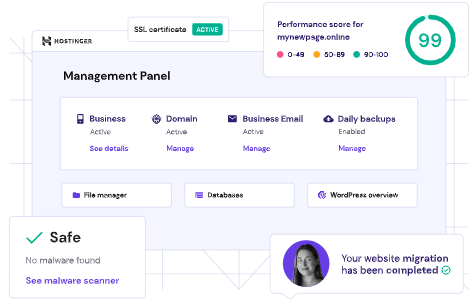 SSL certificate ACTIVE
Performance score for
mynewpage.online
0-49 50-89 90-100
99
HOSTINGER
Management Panel
Business Domain Business Email Daily backups
Active Active Active Enabled
See details Manage Manage Manage
File manager Databases WordPress overview
Safe
No malware found
See malware scanner
Your website migration
has been completed